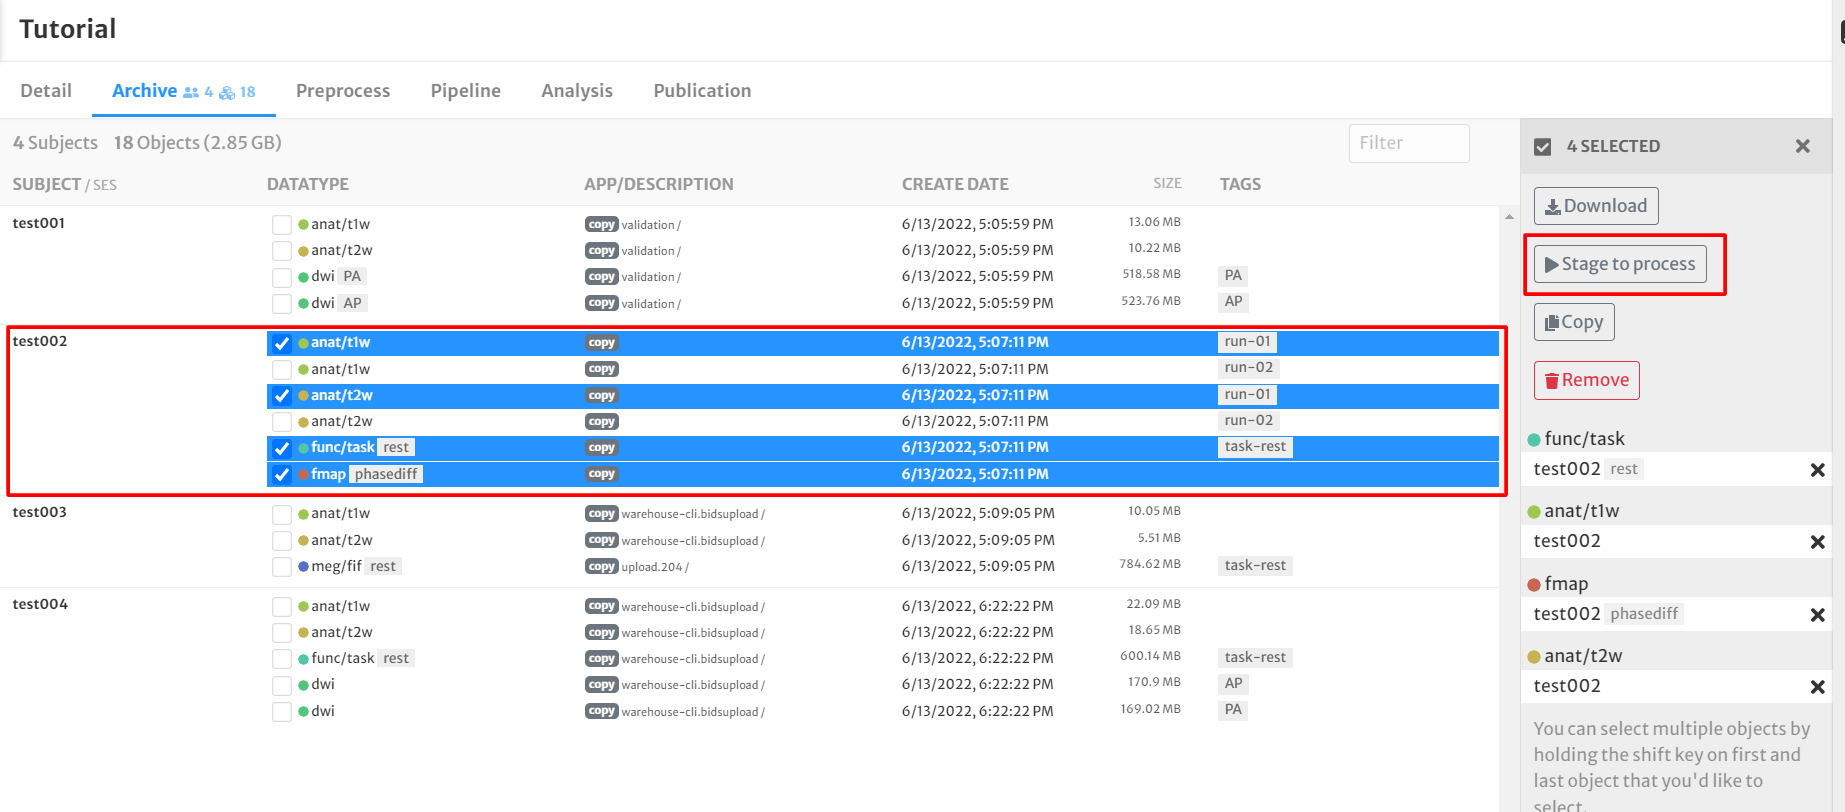 Tutorial
Detail Archive 4 18 Preprocess Pipeline Analysis Publication
4 Subjects 18 Objects (2.85 GB) Filter
SUBJECT / SES DATATYPE APP/DESCRIPTION CREATE DATE SIZE TAGS
test001 anat/t1w copy validation / 6/13/2022, 5:05:59 PM 13.06 MB
anat/t2w copy validation / 6/13/2022, 5:05:59 PM 10.22 MB
dwi PA copy validation / 6/13/2022, 5:05:59 PM 518.58 MB PA
dwi AP copy validation / 6/13/2022, 5:05:59 PM 523.76 MB AP
test002 anat/t1w copy 6/13/2022, 5:07:11 PM run-01
anat/t1w copy 6/13/2022, 5:07:11 PM run-02
anat/t2w copy 6/13/2022, 5:07:11 PM run-01
anat/t2w copy 6/13/2022, 5:07:11 PM run-02
func/task rest copy 6/13/2022, 5:07:11 PM task-rest
fmap phasediff copy 6/13/2022, 5:07:11 PM
test003 anat/t1w copy warehouse-cli.bidsupload / 6/13/2022, 5:09:05 PM 10.05 MB
anat/t2w copy warehouse-cli.bidsupload / 6/13/2022, 5:09:05 PM 5.51 MB
meg/fif rest copy upload.204 / 6/13/2022, 5:09:05 PM 784.62 MB task-rest
test004 anat/t1w copy warehouse-cli.bidsupload / 6/13/2022, 6:22:22 PM 22.09 MB
anat/t2w copy warehouse-cli.bidsupload / 6/13/2022, 6:22:22 PM 18.65 MB
func/task rest copy warehouse-cli.bidsupload / 6/13/2022, 6:22:22 PM 600.14 MB task-rest
dwi copy warehouse-cli.bidsupload / 6/13/2022, 6:22:22 PM 170.9 MB AP
dwi copy warehouse-cli.bidsupload / 6/13/2022, 6:22:22 PM 169.02 MB PA
4 SELECTED
Download
Stage to process
Copy
Remove
func/task
test002 rest
anat/t1w
test002
fmap
test002 phasediff
anat/t2w
test002
You can select multiple objects by
holding the shift key on first and
last object that you'd like to
select.